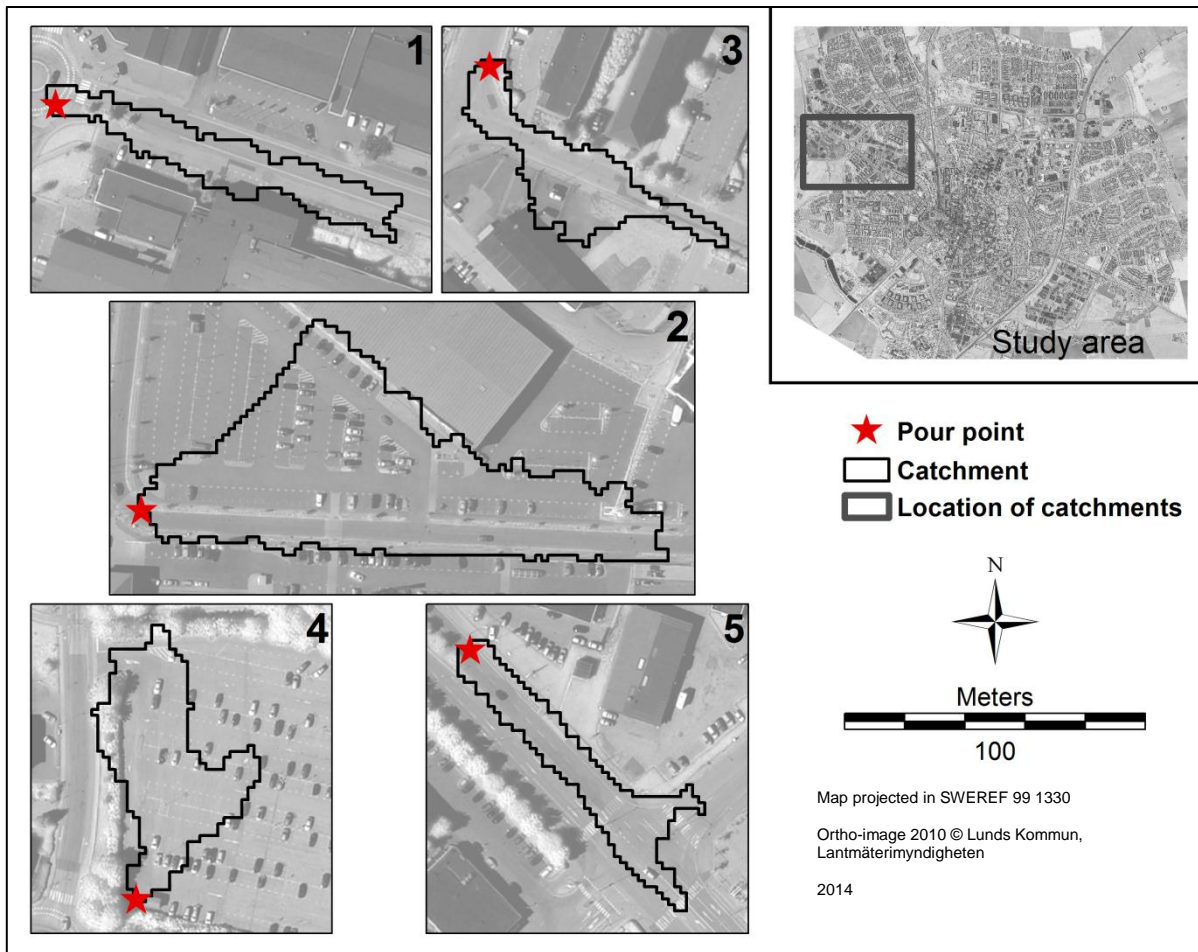 1
3
2
4
5
Study area
Pour point
Catchment
Location of catchments
N
Meters
100
Map projected in SWEREF 99 1330
Ortho-image 2010 © Lunds Kommun,
Lantmäterimyndigheten
2014